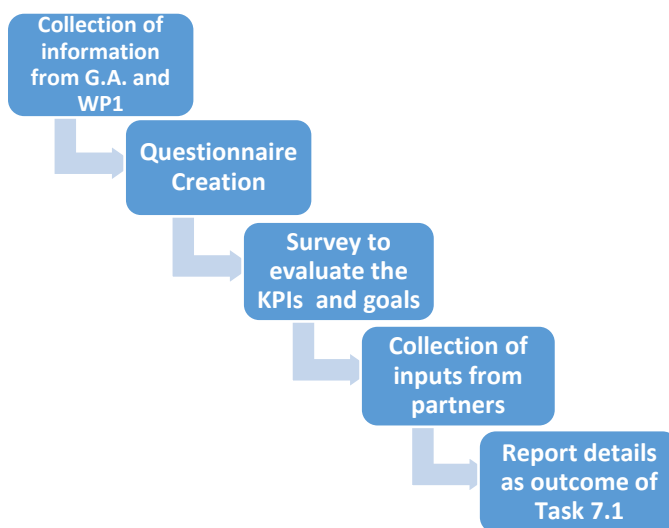 Collection of
information
from G.A. and
WP1
Questionnaire
Creation
Survey to
evaluate the
KPIs and goals
Collection of
inputs from
partners
Report details
as outcome of
Task 7.1